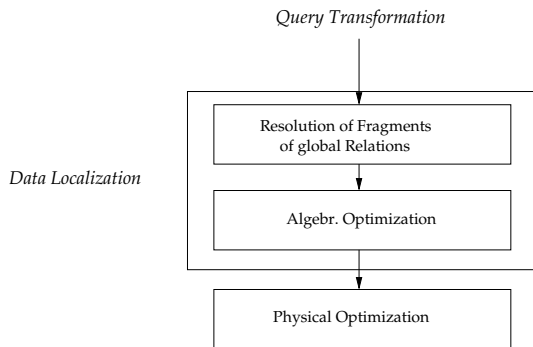 Query Transformation
Resolution of Fragments
of global Relations
Data Localization
Algebr. Optimization
Physical Optimization